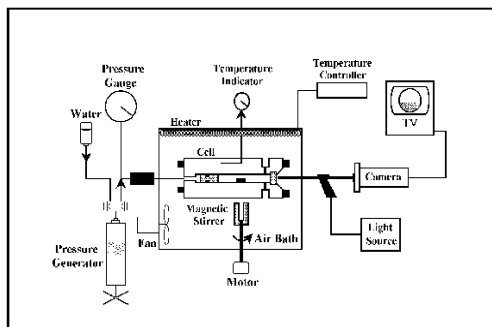 Pressure
Gauge
Temperature
Indicator
Temperature
Controller
Water
Heater
TV
Cell
Camera
Magnetic
Stirrer
Fan
Air Bath
Light
Source
Pressure
Generator
Motor